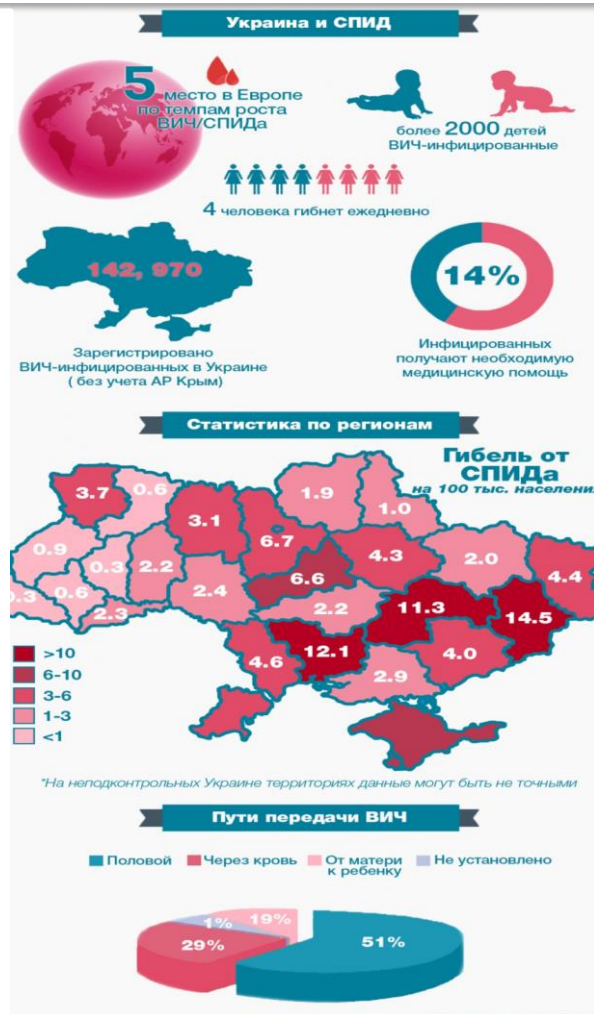 Украина и СПИД
5 место в Европе
по темпам роста
ВИЧ/СПИДа
более 2000 детей
ВИЧ-инфицированные
4 человека гибнет ежедневно
142, 970
Зарегистрировано
ВИЧ-инфицированных в Украине
( без учета АР Крым)
14%
Инфицированных
получают необходимую
медицинскую помощь
Статистика по регионам
Гибель от
СПИДа
на 100 тыс. населения
3.7
0.6
3.1
6.7
1.9
1.0
0.9
0.3
2.2
2.4
6.6
4.3
2.0
4.4
0.3
0.6
2.3
2.2
11.3
14.5
4.6
12.1
2.9
4.0
>10
6-10
3-6
1-3
<1
*На неподконтрольных Украине территориях данные могут быть не точными
Пути передачи ВИЧ
Половой
Через кровь
От матери
к ребенку
Не установлено
1%
19%
29%
51%